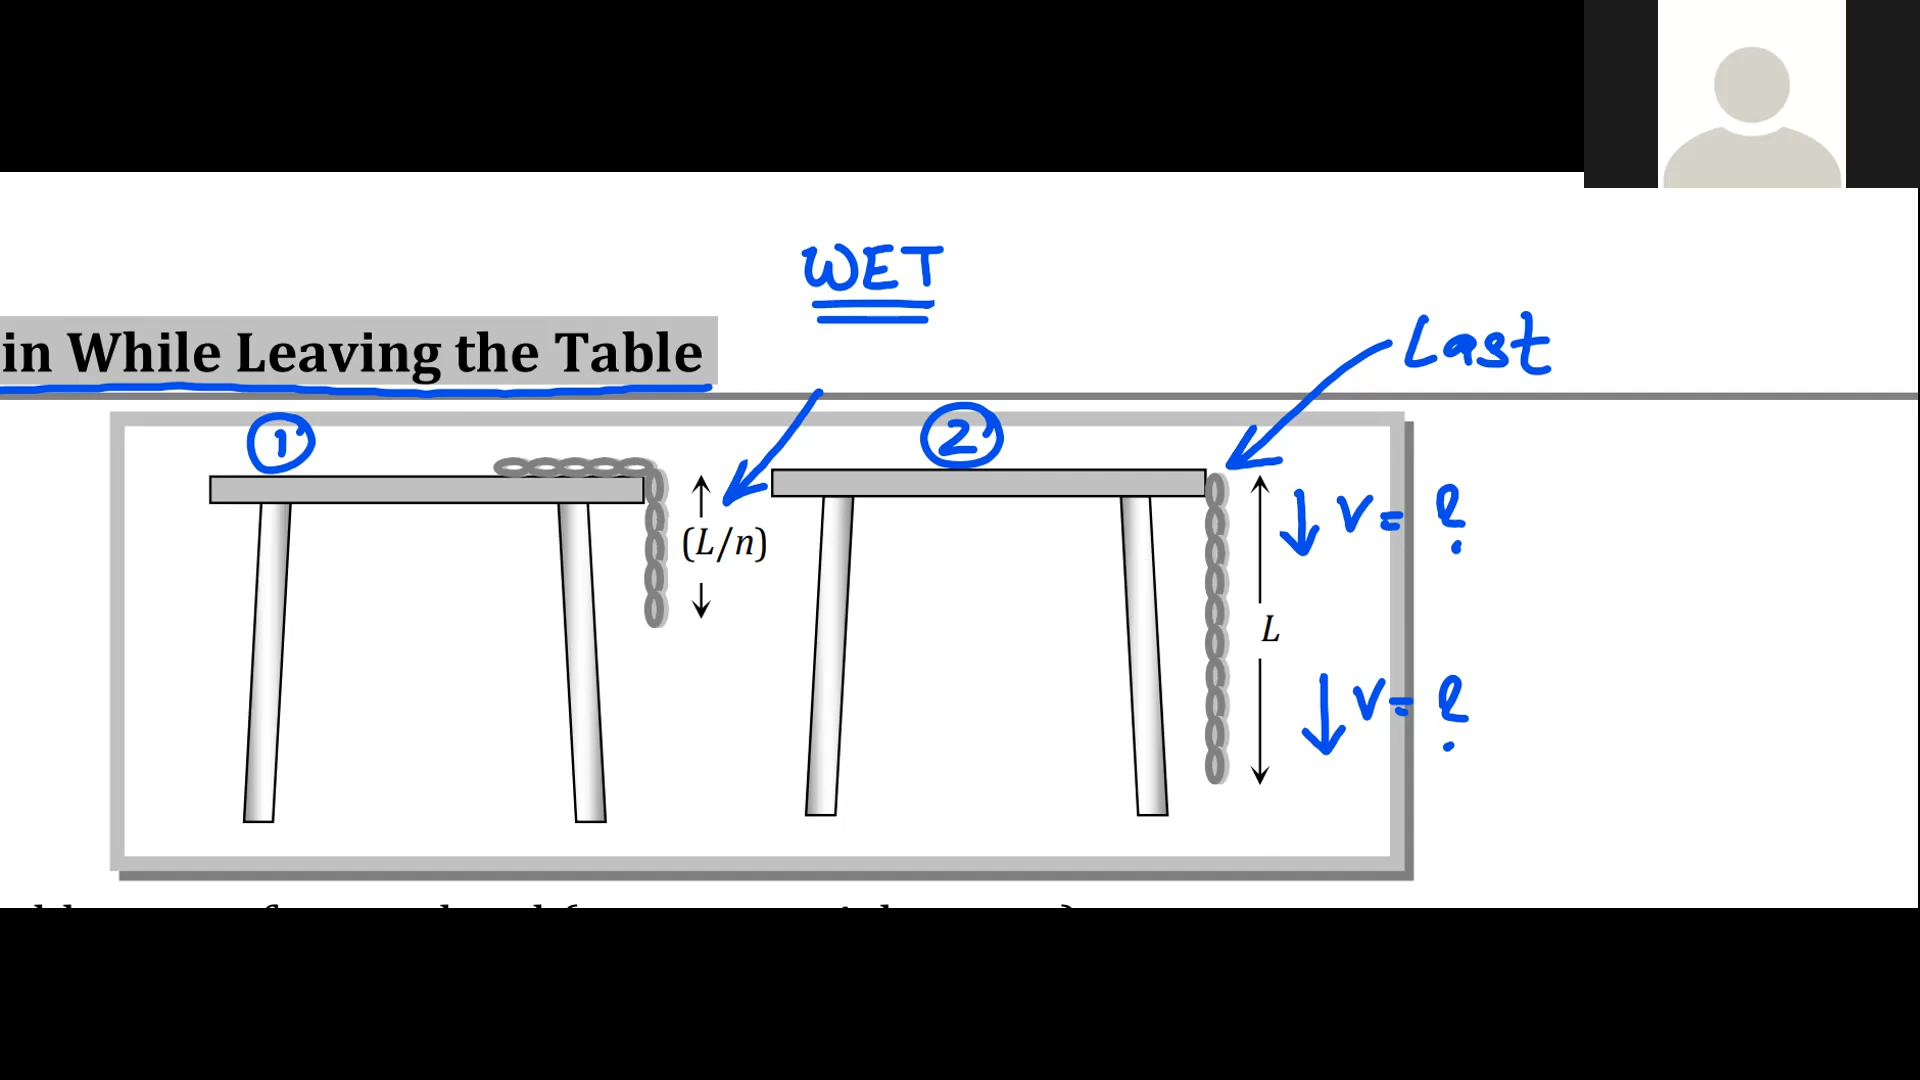 WET
in While Leaving the Table
Last
1
2
(L/n)
V = ?
L
V = ?